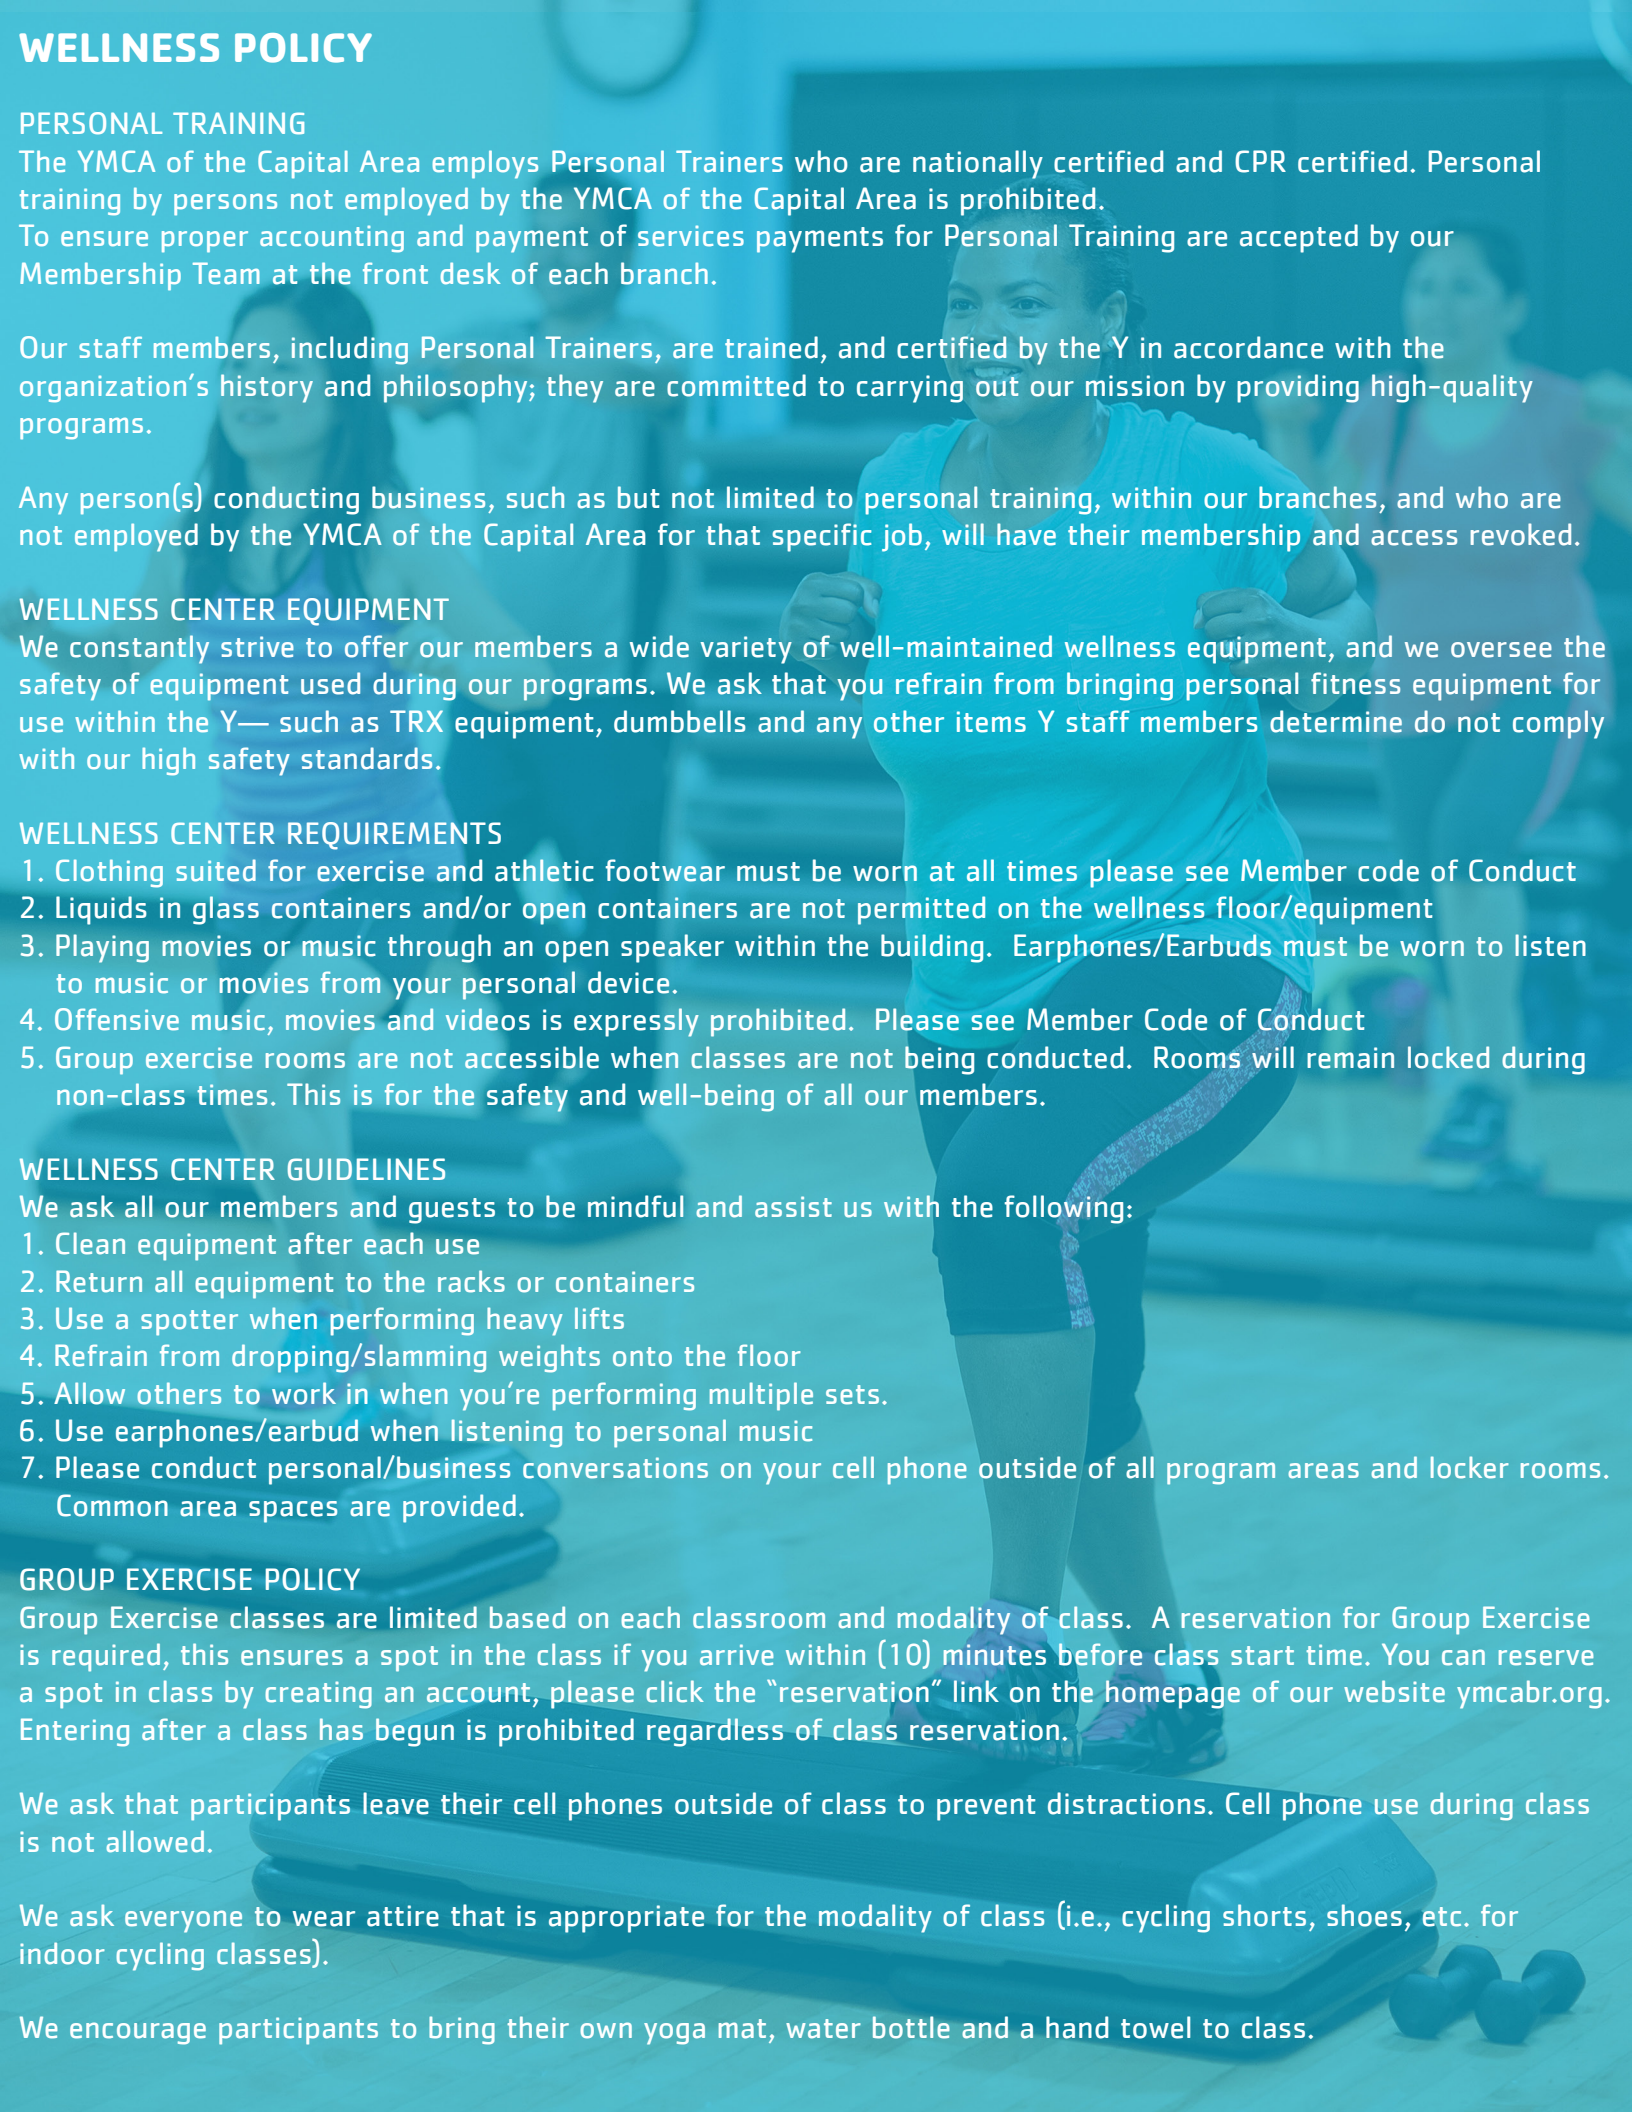 WELLNESS POLICY
PERSONAL TRAINING
The YMCA of the Capital Area employs Personal Trainers who are nationally certified and CPR certified. Personal
training by persons not employed by the YMCA of the Capital Area is prohibited.
To ensure proper accounting and payment of services payments for Personal Training are accepted by our
Membership Team at the front desk of each branch.
Our staff members, including Personal Trainers, are trained, and certified by the Y in accordance with the
organization's history and philosophy; they are committed to carrying out our mission by providing high-quality
programs.
Any person(s) conducting business, such as but not limited to personal training, within our branches, and who are
not employed by the YMCA of the Capital Area for that specific job, will have their membership and access revoked.
WELLNESS CENTER EQUIPMENT
We constantly strive to offer our members a wide variety of well-maintained wellness equipment, and we oversee the
safety of equipment used during our programs. We ask that you refrain from bringing personal fitness equipment for
use within the Y— such as TRX equipment, dumbbells and any other items Y staff members determine do not comply
with our high safety standards.
WELLNESS CENTER REQUIREMENTS
1. Clothing suited for exercise and athletic footwear must be worn at all times please see Member code of Conduct
2. Liquids in glass containers and/or open containers are not permitted on the wellness floor/equipment
3. Playing movies or music through an open speaker within the building. Earphones/Earbuds must be worn to listen
to music or movies from your personal device.
4. Offensive music, movies and videos is expressly prohibited. Please see Member Code of Conduct
5. Group exercise rooms are not accessible when classes are not being conducted. Rooms will remain locked during
non-class times. This is for the safety and well-being of all our members.
WELLNESS CENTER GUIDELINES
We ask all our members and guests to be mindful and assist us with the following:
1. Clean equipment after each use
2. Return all equipment to the racks or containers
3. Use a spotter when performing heavy lifts
4. Refrain from dropping/slamming weights onto the floor
5. Allow others to work in when you're performing multiple sets.
6. Use earphones/earbud when listening to personal music
7. Please conduct personal/business conversations on your cell phone outside of all program areas and locker rooms.
Common area spaces are provided.
GROUP EXERCISE POLICY
Group Exercise classes are limited based on each classroom and modality of class. A reservation for Group Exercise
is required, this ensures a spot in the class if you arrive within (10) minutes before class start time. You can reserve
a spot in class by creating an account, please click the "reservation" link on the homepage of our website ymcabr.org.
Entering after a class has begun is prohibited regardless of class reservation.
We ask that participants leave their cell phones outside of class to prevent distractions. Cell phone use during class
is not allowed.
We ask everyone to wear attire that is appropriate for the modality of class (i.e., cycling shorts, shoes, etc. for
indoor cycling classes).
We encourage participants to bring their own yoga mat, water bottle and a hand towel to class.